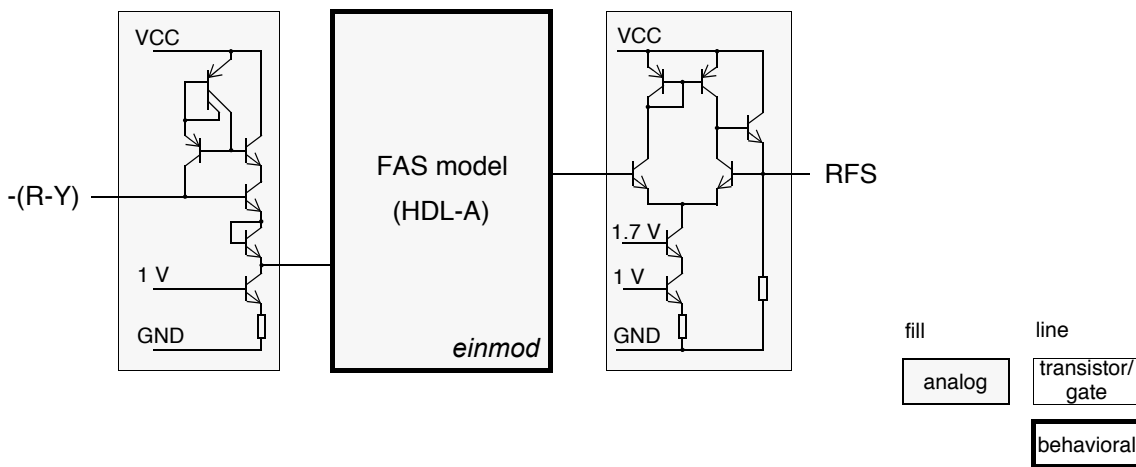 VCC
-(R-Y)
1 V
GND
FAS model
(HDL-A)
einmod
VCC
RFS
1.7 V
1 V
GND
fill
line
analog
transistor/
gate
behavioral